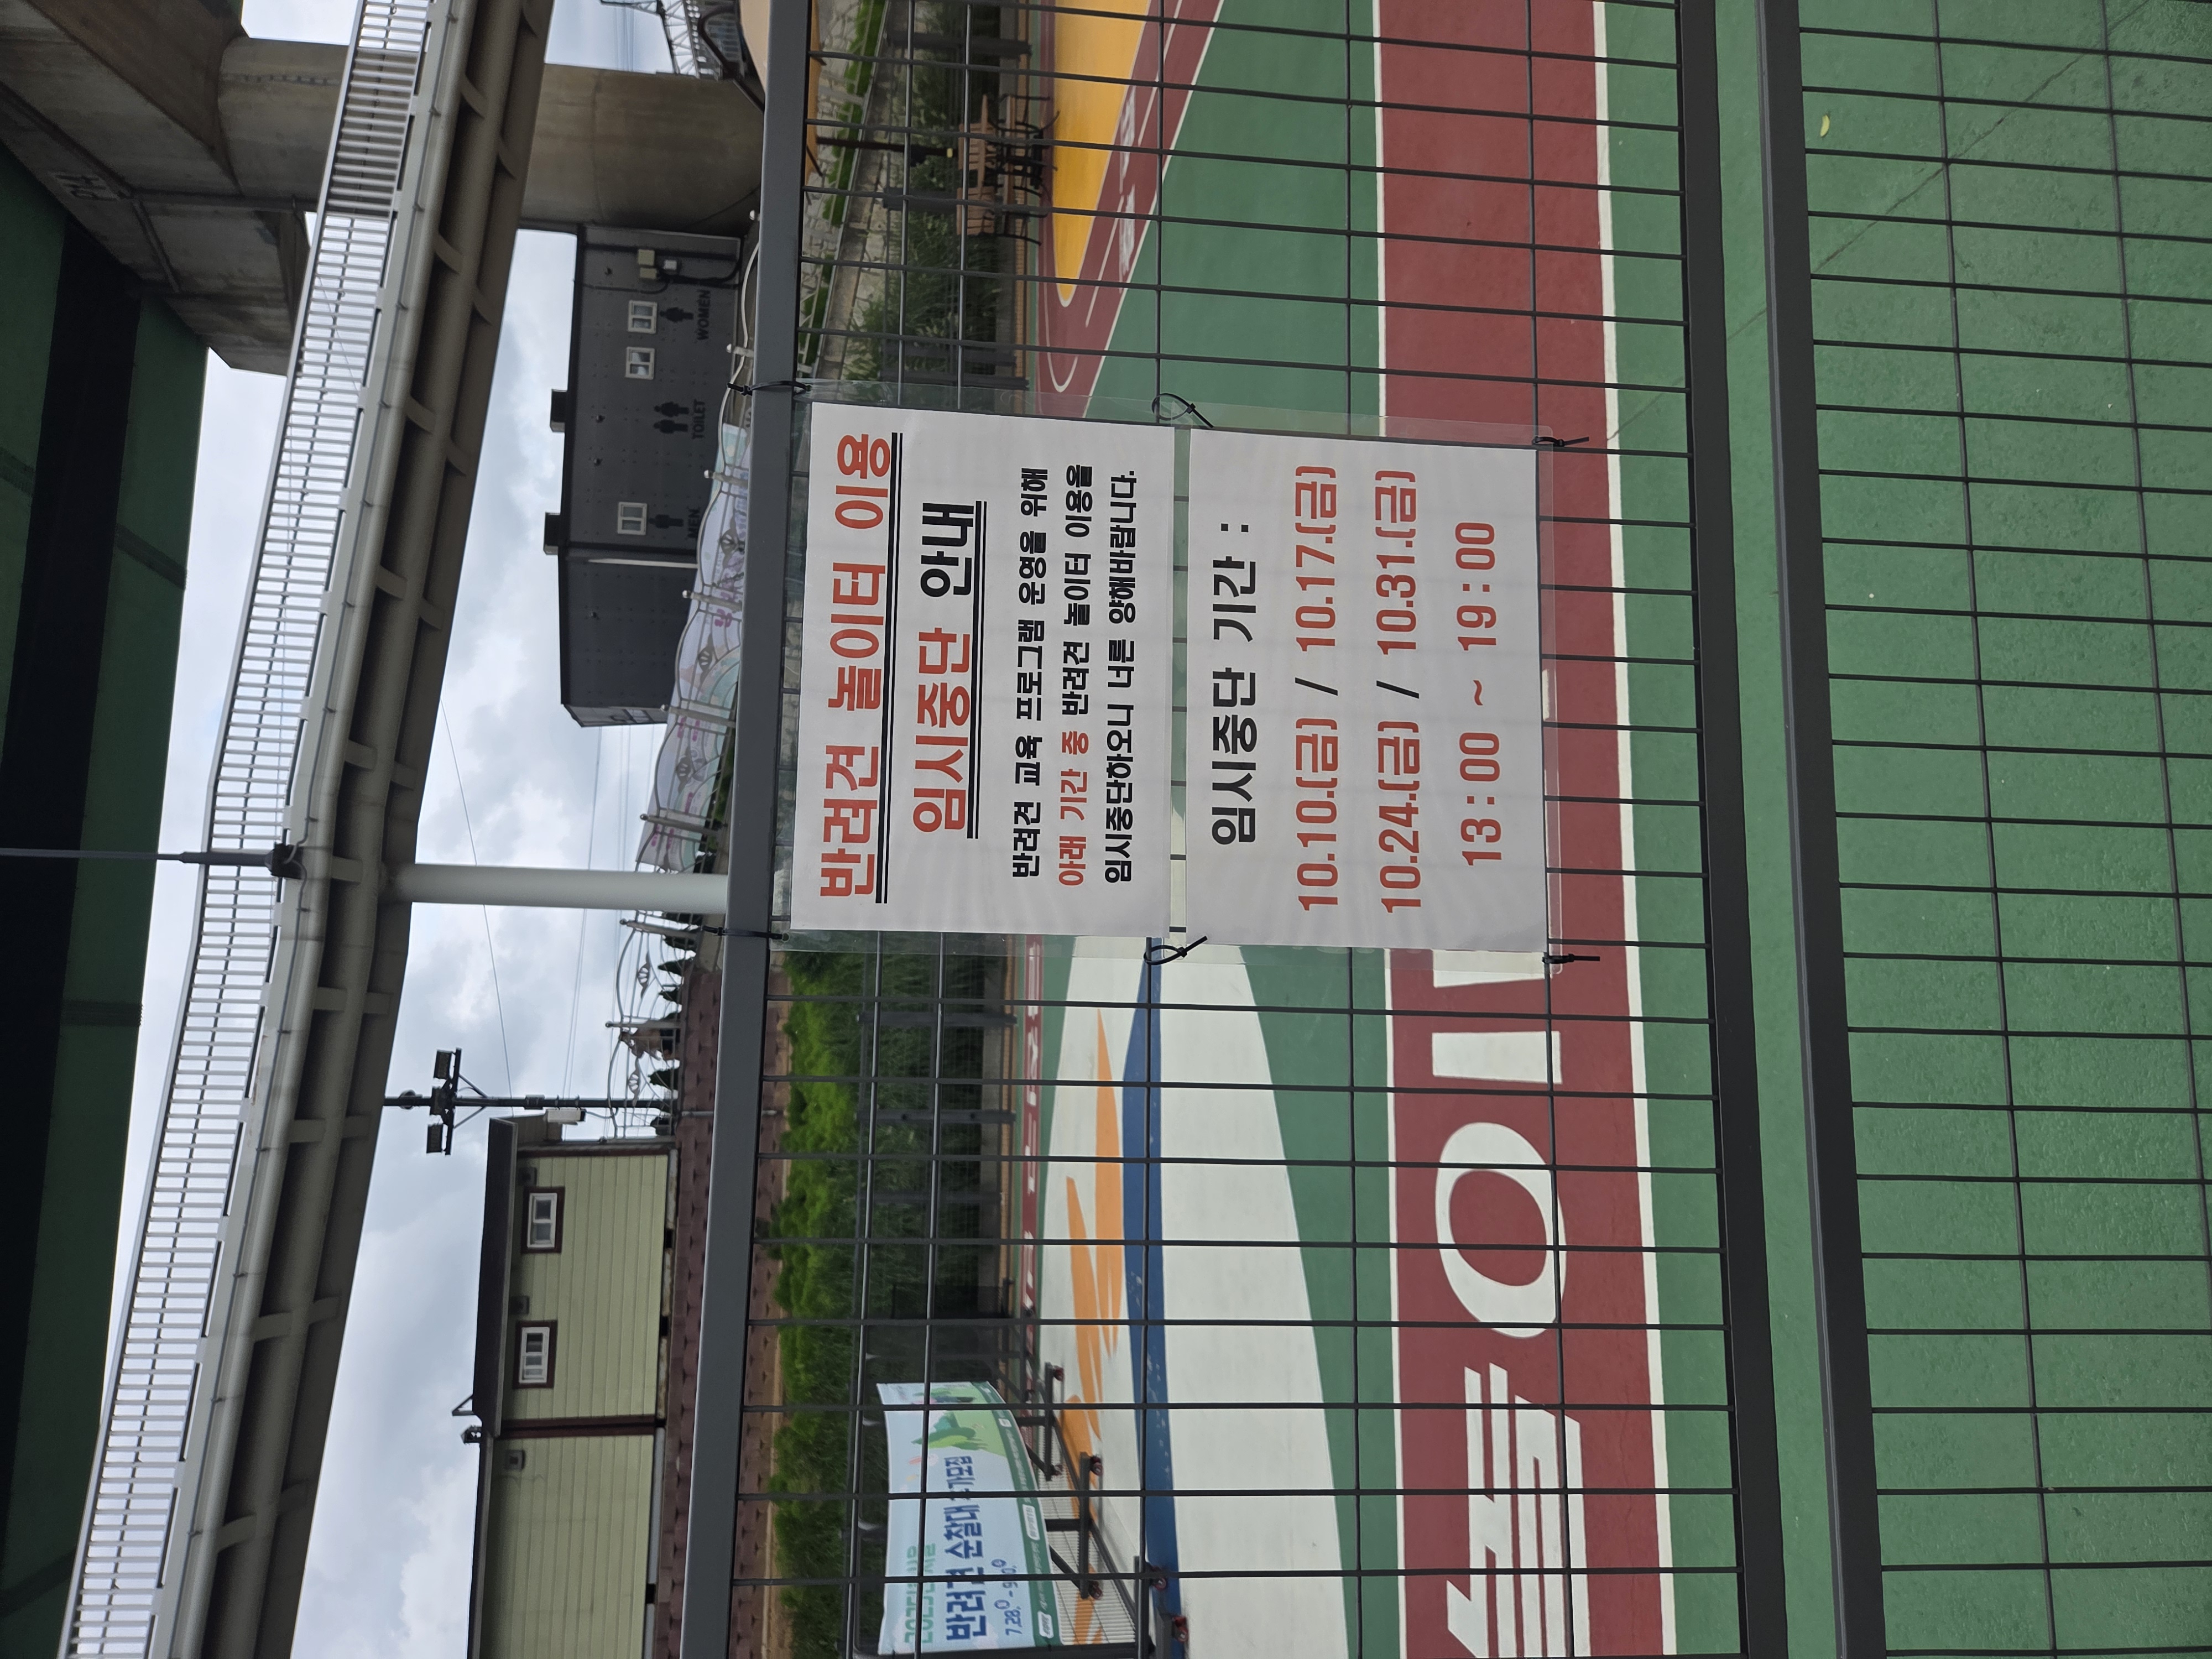 반려견 놀이터 이용
임시중단 안내
반려견 교육 프로그램 운영을 위해
아래 기간 중 반려견 놀이터 이용을
임시중단하오니 너른 양해바랍니다.
임시중단 기간 :
10.10.(금) / 10.17.(금)
10.24.(금) / 10.31.(금)
13:00 ~ 19:00
MEN
TOILET
WOMEN
반려견 순찰대 추가모집